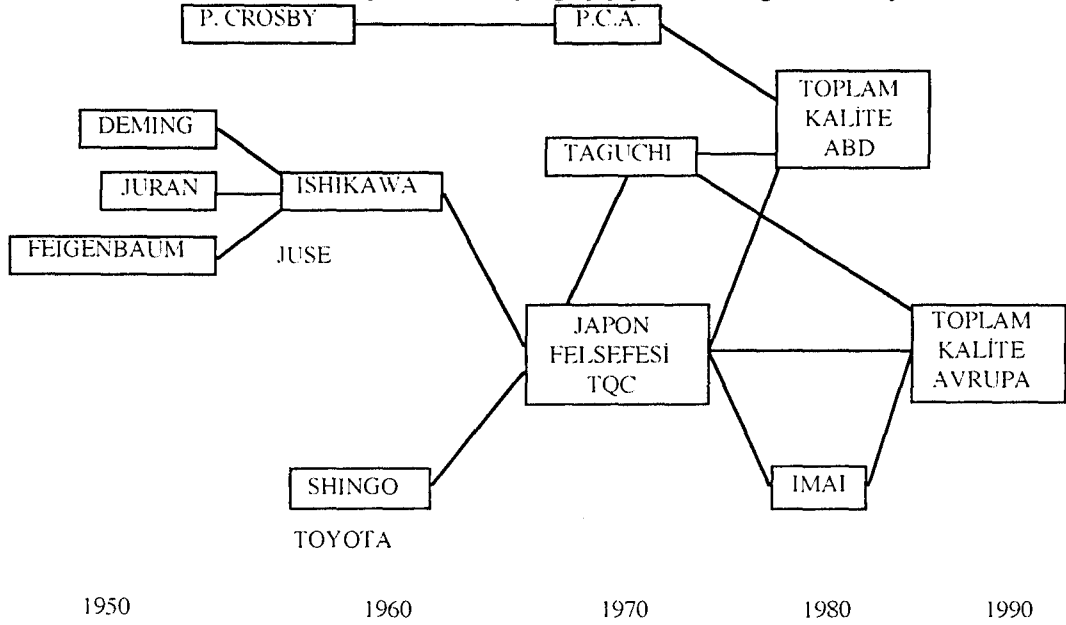 P. CROSBY
P.C.A.
TOPLAM
KALİTE
ABD
DEMING
TAGUCHI
JURAN
ISHIKAWA
FEIGENBAUM
JUSE
JAPON
FELSEFESİ
TQC
TOPLAM
KALİTE
AVRUPA
SHINGO
IMAI
TOYOTA
1950
1960
1970
1980
1990